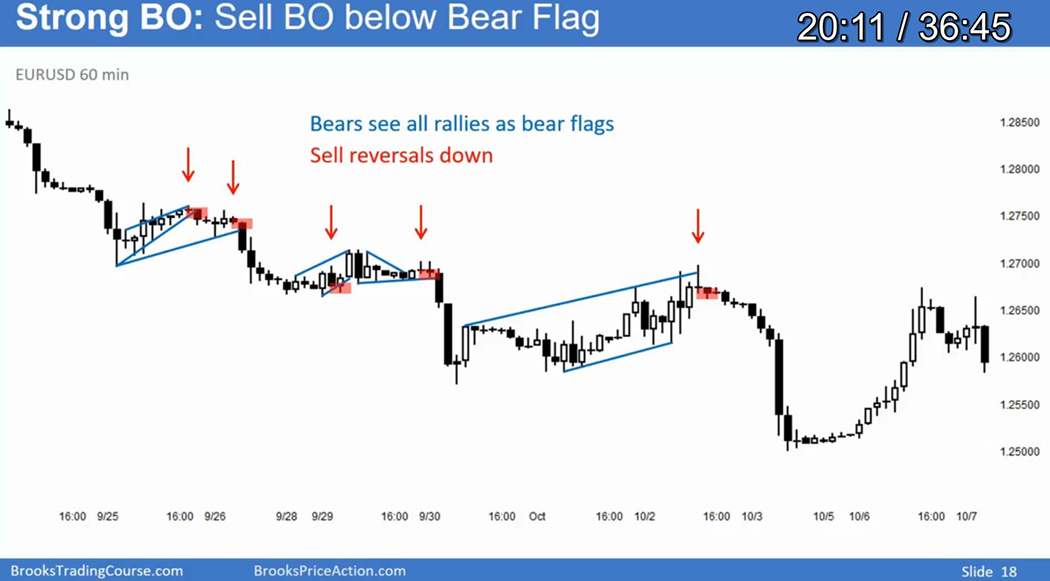 Strong BO: Sell BO below Bear Flag
20:11 / 36:45
EURUSD 60 min
Bears see all rallies as bear flags
Sell reversals down
1.28500
1.28000
1.27500
1.27000
1.26500
1.26000
1.25500
1.25000
16:00 9/25 16:00 9/26 9/28 9/29 16:00 9/30 16:00 Oct 16:00 10/2 16:00 10/3 10/5 10/6 16:00 10/7
BrooksTradingCourse.com BrooksPriceAction.com Slide 18